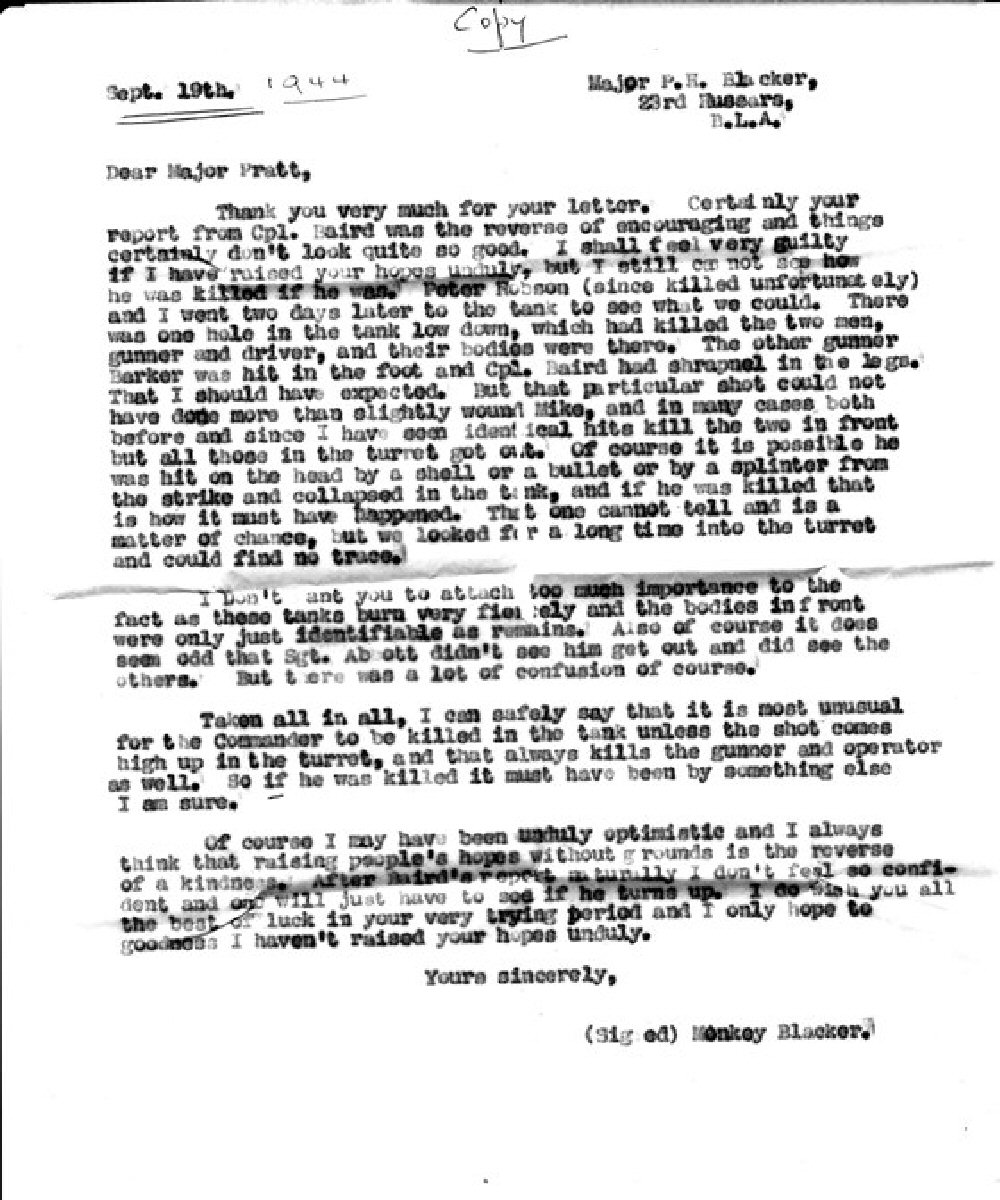 Copy
Sept. 19th. 1944
Major P.H. Blacker,
23rd Hussars,
B.L.A.
Dear Major Pratt,
Thank you very much for your letter. Certainly your
report from Cpl. Baird was the reverse of encouraging and things
certainly don't look quite so good. I shall feel very guilty
if I have raised your hopes unduly, but I still can not see how
he was killed if he was. Peter Robson (since killed unfortunately)
and I went two days later to the tank to see what we could. There
was one hole in the tank low down, which had killed the two men,
gunner and driver, and their bodies were there. The other gunner
Barker was hit in the foot and Cpl. Baird had shrapnel in the legs.
That I should have expected. But that particular shot could not
have done more than slightly wound Mike, and in many cases both
before and since I have seen identical hits kill the two in front
but all those in the turret got out. Of course it is possible he
was hit on the head by a shell or a bullet or by a splinter from
the strike and collapsed in the tank, and if he was killed that
is how it must have happened. That one cannot tell and is a
matter of chance, but we looked for a long time into the turret
and could find no trace.
I Don't want you to attach too much importance to the
fact as these tanks burn very fiercely and the bodies in front
were only just identifiable as remains. Also of course it does
seem odd that Sgt. Abbott didn't see him get out and did see the
others. But there was a lot of confusion of course.
Taken all in all, I can safely say that it is most unusual
for the Commander to be killed in the tank unless the shot comes
high up in the turret, and that always kills the gunner and operator
as well. So if he was killed it must have been by something else
I am sure.
Of course I may have been unduly optimistic and I always
think that raising people's hopes without grounds is the reverse
of a kindness. After Baird's report naturally I don't feel so confi-
dent and one will just have to see if he turns up. I do wish you all
the best of luck in your very trying period and I only hope to
goodness I haven't raised your hopes unduly.
Yours sincerely,
(Signed) Monkey Blacker.